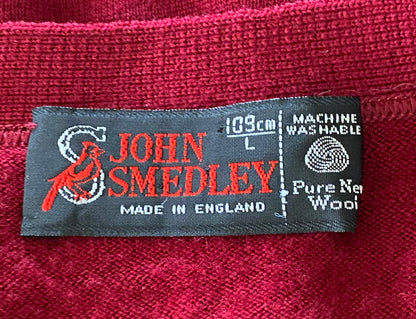 S JOHN
SMEDLEY
MADE IN ENGLAND
109cm
L
MACHINE
WASHABLE
Pure New
Wool